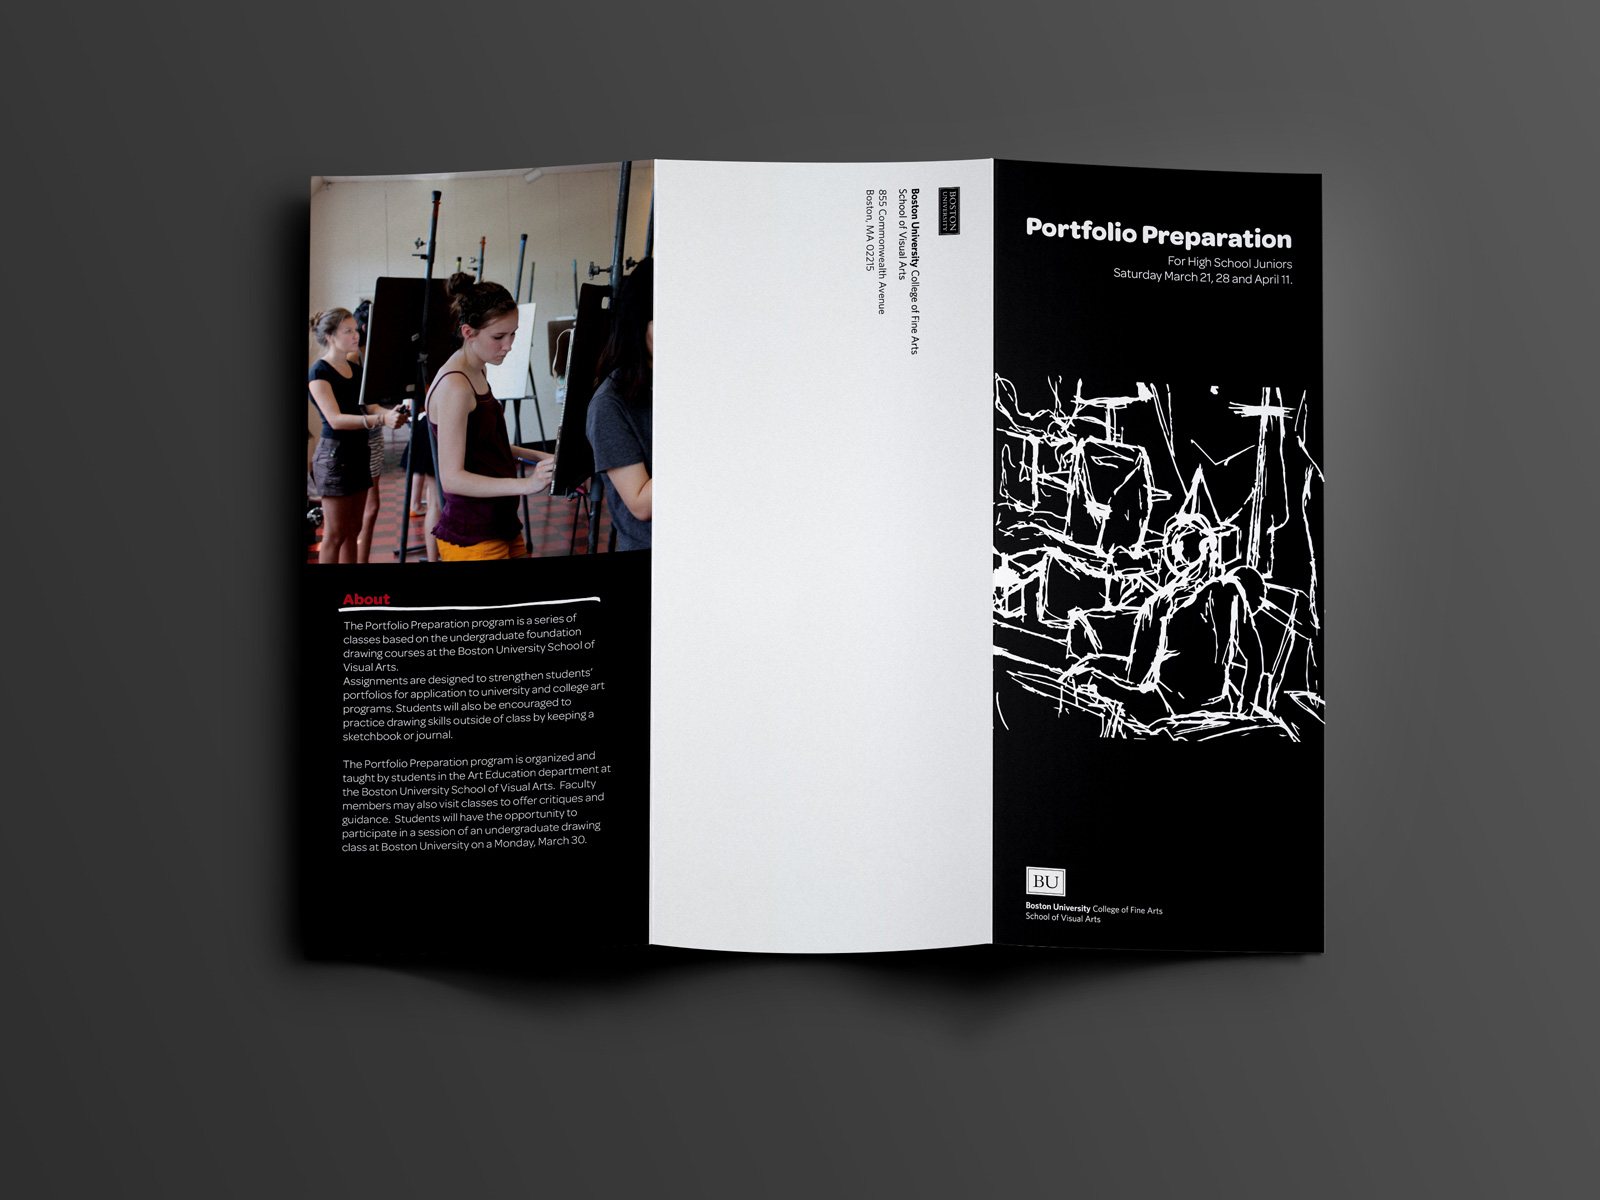 About
The Portfolio Preparation program is a series of
classes based on the undergraduate foundation
drawing courses at the Boston University School of
Visual Arts.
Assignments are designed to strengthen students'
portfolios for application to university and college art
programs. Students will also be encouraged to
practice drawing skills outside of class by keeping a
sketchbook or journal.
The Portfolio Preparation program is organized and
taught by students in the Art Education department at
the Boston University School of Visual Arts.  Faculty
members may also visit classes to offer critiques and
guidance.  Students will have the opportunity to
participate in a session of an undergraduate drawing
class at Boston University on a Monday, March 30.
BOSTON
UNIVERSITY
Boston University College of Fine Arts
School of Visual Arts
855 Commonwealth Avenue
Boston, MA 02215
Portfolio Preparation
For High School Juniors
Saturday March 21, 28 and April 11.
BU
Boston University College of Fine Arts
School of Visual Arts